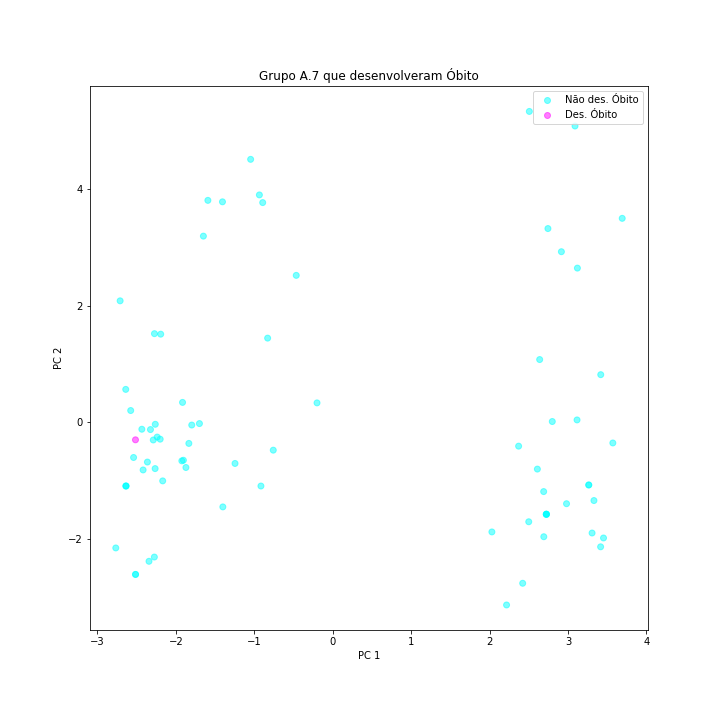 Grupo A.7 que desenvolveram Óbito
Não des. Óbito
Des. Óbito
4
2
0
−2
PC 2
−3
−2
−1
0
1
2
3
4
PC 1